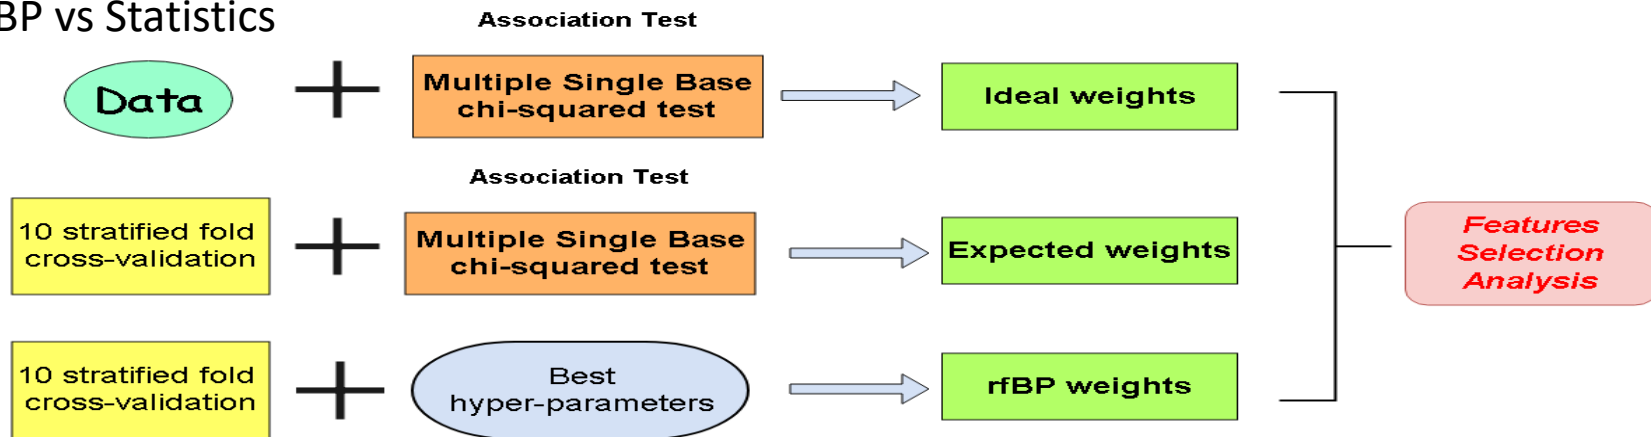 BP vs Statistics
Association Test
Data
Multiple Single Base
chi-squared test
Ideal weights
Association Test
10 stratified fold
cross-validation
Multiple Single Base
chi-squared test
Expected weights
Features
Selection
Analysis
10 stratified fold
cross-validation
Best
hyper-parameters
rfBP weights